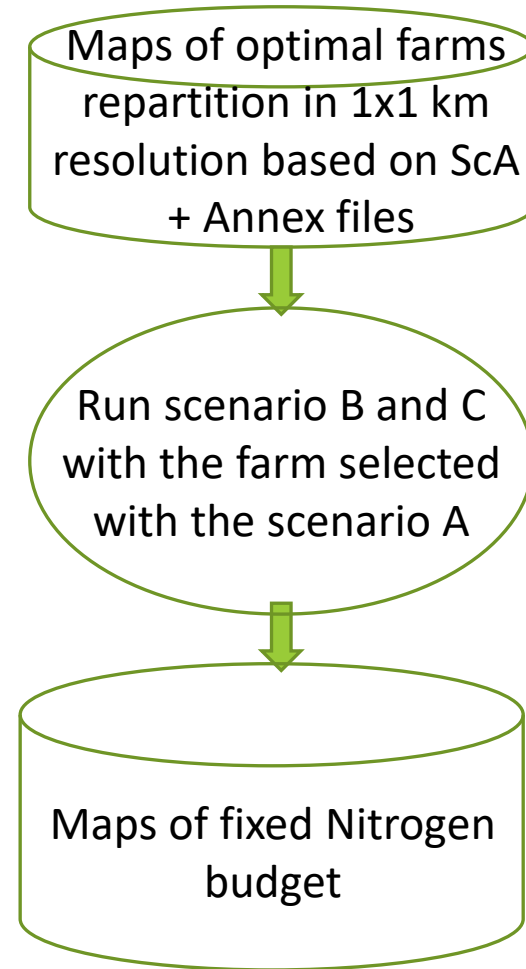 Maps of optimal farms
repartition in 1x1 km
resolution based on ScA
+ Annex files
Run scenario B and C
with the farm selected
with the scenario A
Maps of fixed Nitrogen
budget